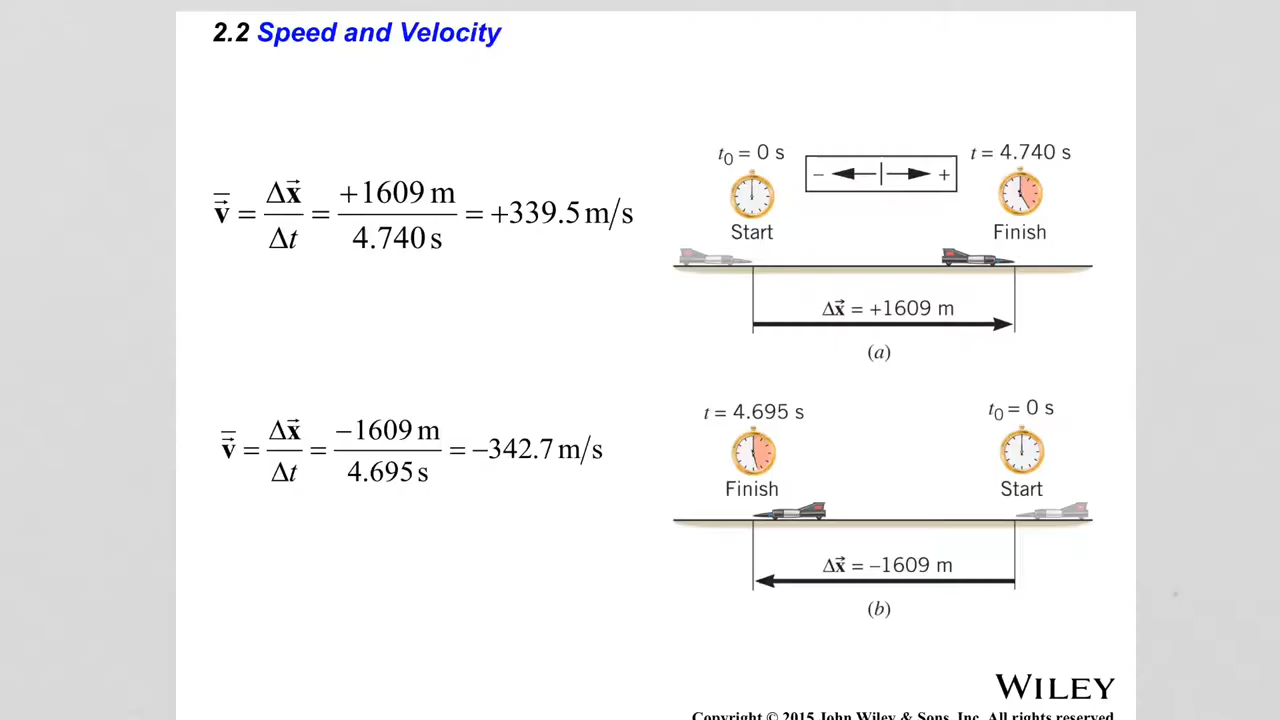 2.2 Speed and Velocity
t₀ = 0 s
t = 4.740 s
– +
Start
Finish
v̄⃗ = Δx⃗/Δt = +1609 m/4.740 s = +339.5 m/s
Δx⃗ = +1609 m
(a)
t = 4.695 s
t₀ = 0 s
Finish
Start
v̄⃗ = Δx⃗/Δt = −1609 m/4.695 s = −342.7 m/s
Δx⃗ = –1609 m
(b)
WILEY
Copyright © 2015 John Wiley & Sons, Inc. All rights reserved